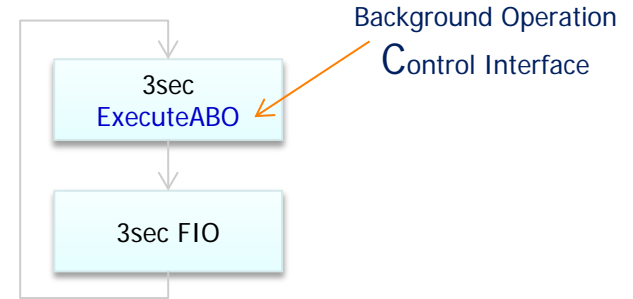 Background Operation
Control Interface
3sec
ExecuteABO
3sec FIO